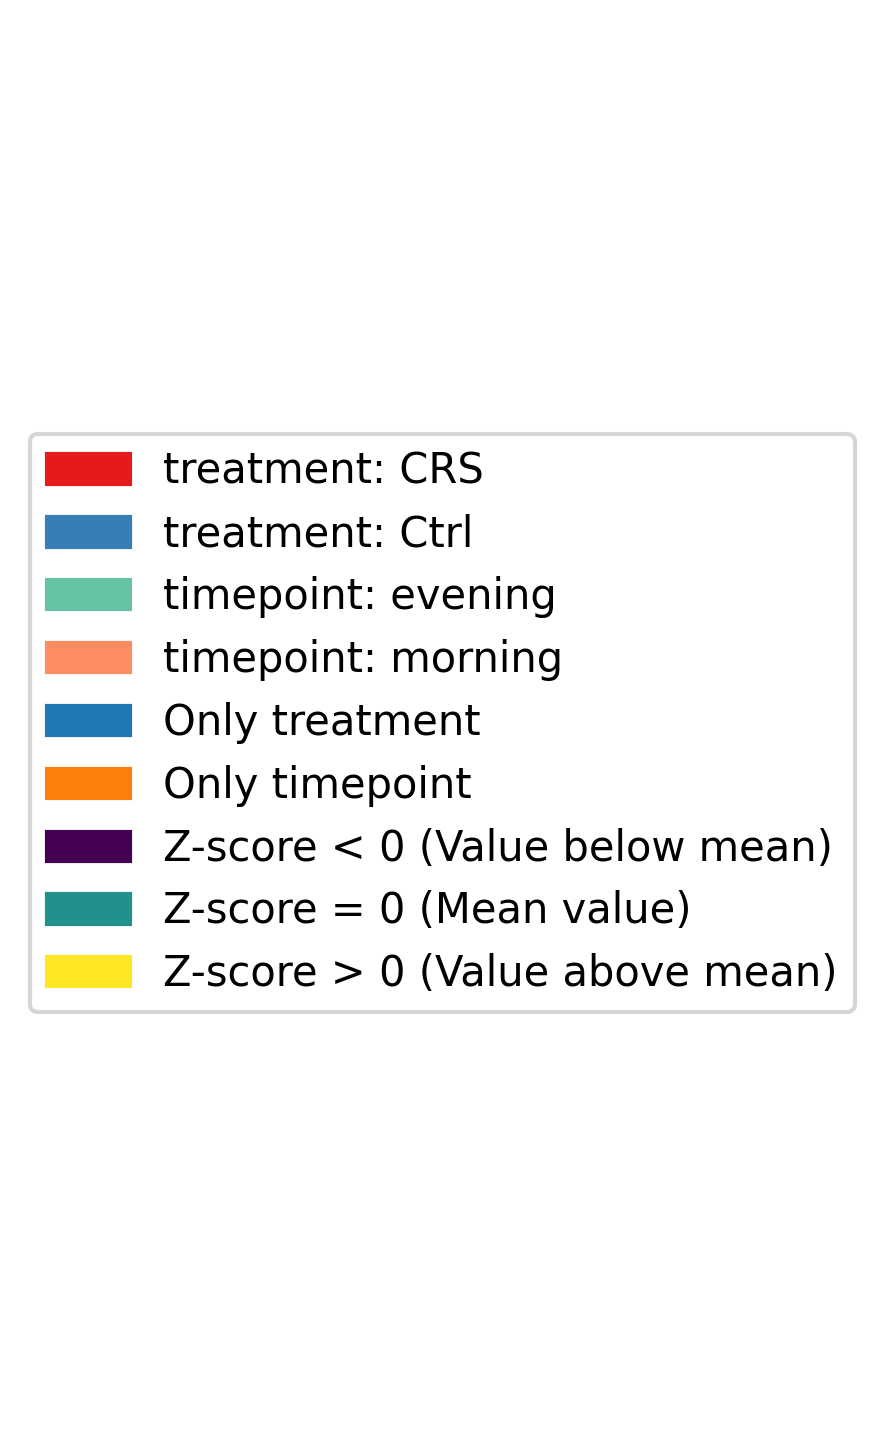 treatment: CRS
treatment: Ctrl
timepoint: evening
timepoint: morning
Only treatment
Only timepoint
Z-score < 0 (Value below mean)
Z-score = 0 (Mean value)
Z-score > 0 (Value above mean)